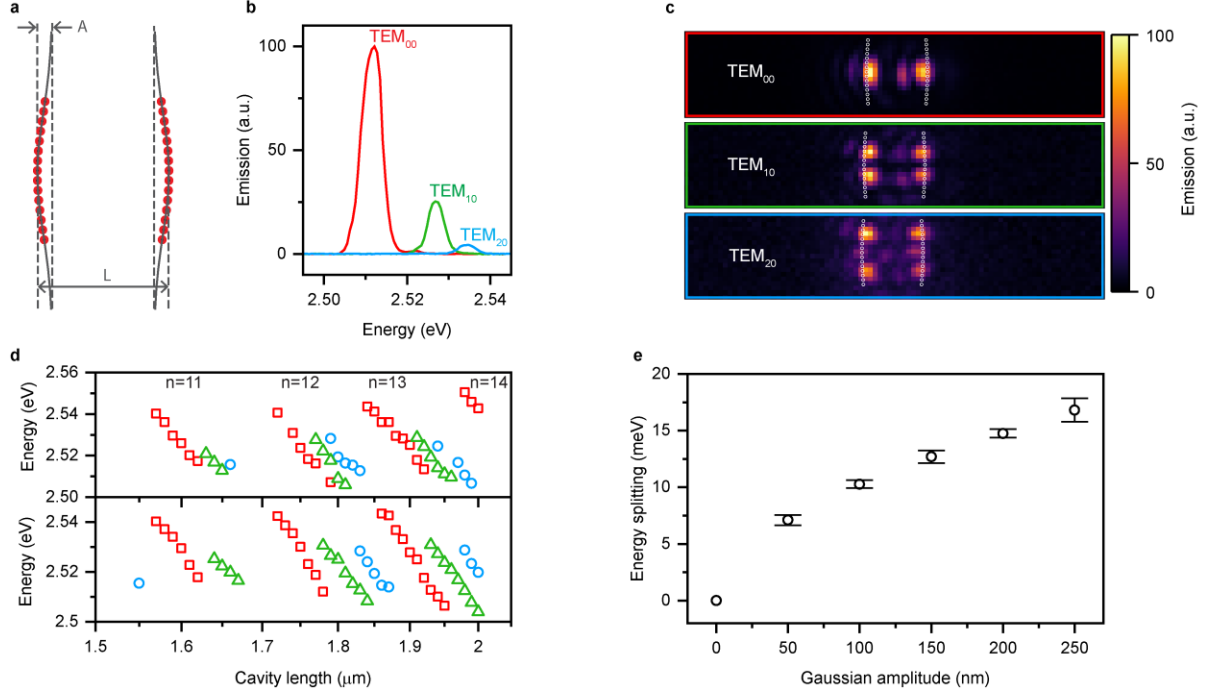 a
A
L
b
Emission (a.u.)
100
50
0
TEM00
TEM10
TEM20
2.50
2.52
2.54
Energy (eV)
c
TEM00
TEM10
TEM20
100
50
0
Emission (a.u.)
d
n=11
n=12
n=13
n=14
Energy (eV)
2.56
2.54
2.52
2.50
Energy (eV)
2.54
2.52
2.5
1.5
1.6
1.7
1.8
1.9
2
Cavity length (μm)
e
Energy splitting (meV)
20
15
10
5
0
0
50
100
150
200
250
Gaussian amplitude (nm)